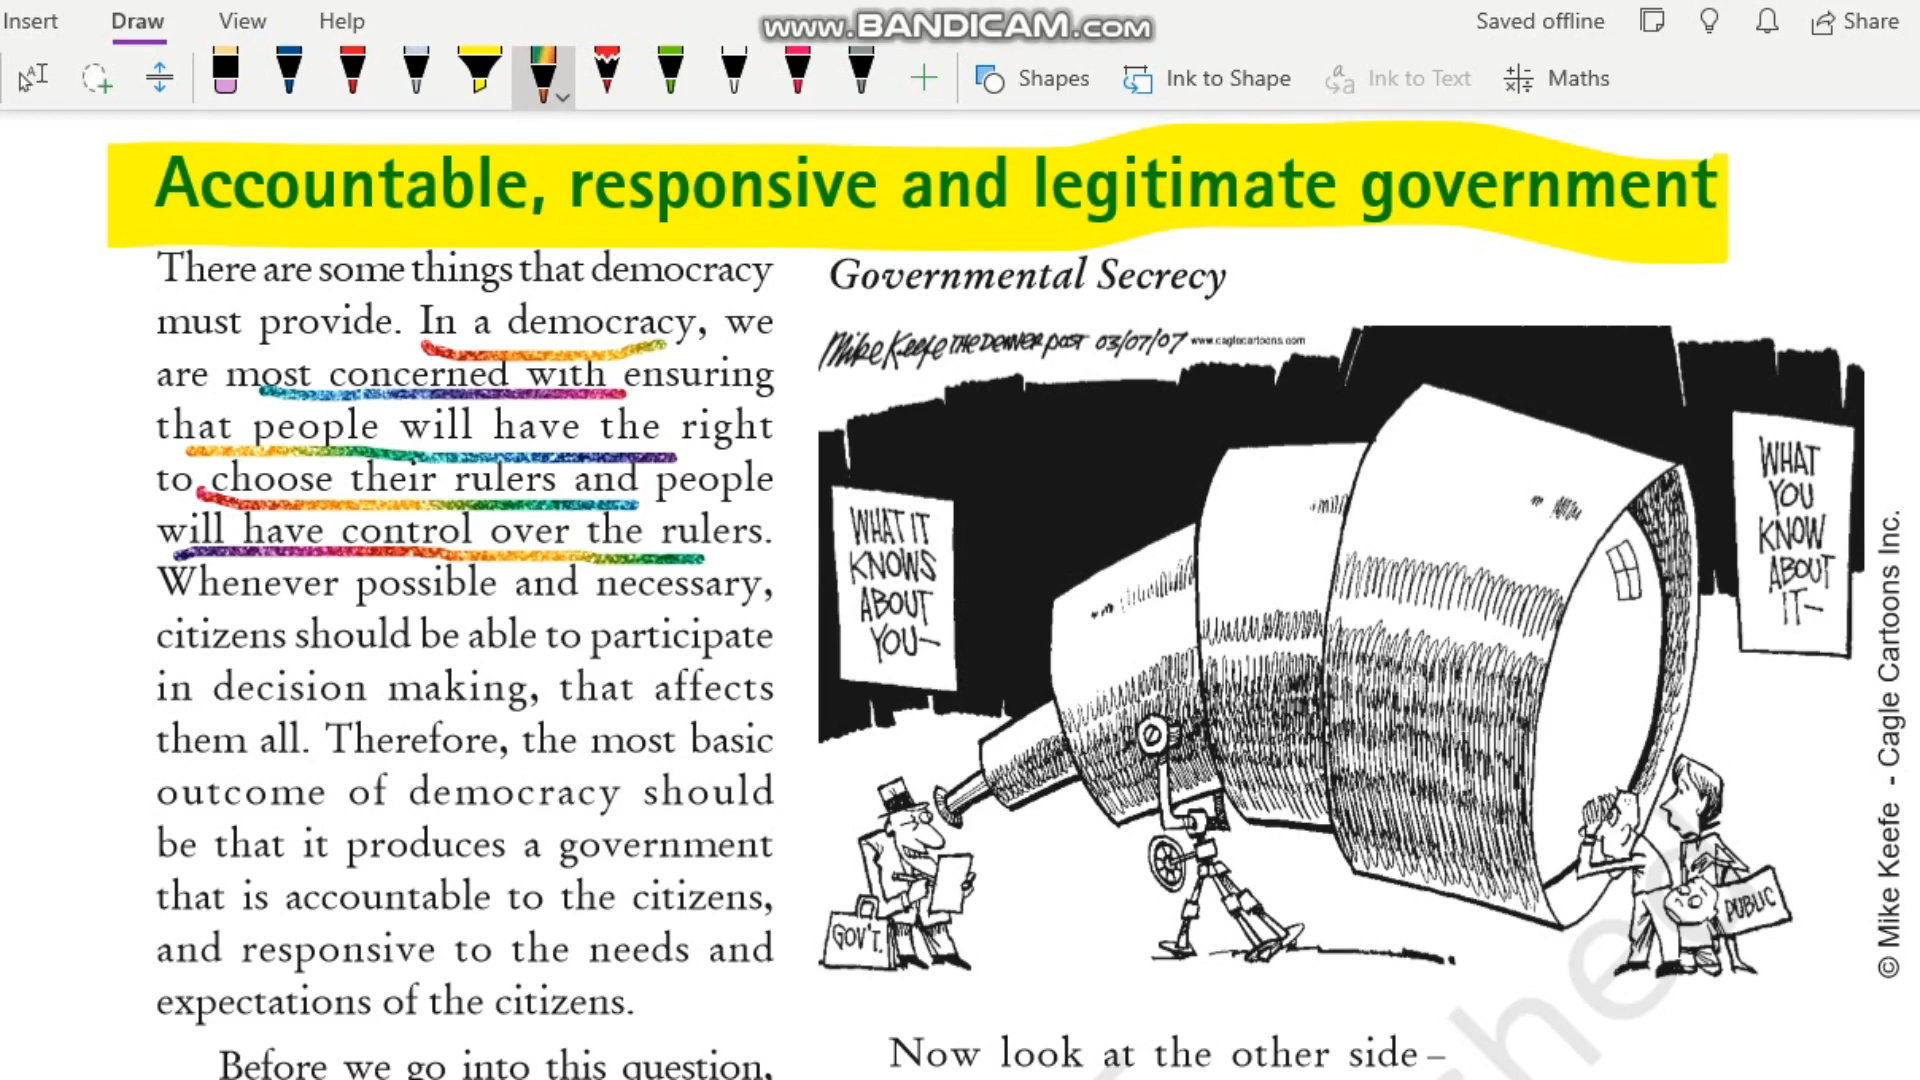 Insert Draw View Help
www.BANDICAM.com
Saved offline Share
Shapes Ink to Shape Ink to Text Maths
Accountable, responsive and legitimate government
There are some things that democracy
must provide. In a democracy, we
are most concerned with ensuring
that people will have the right
to choose their rulers and people
will have control over the rulers.
Whenever possible and necessary,
citizens should be able to participate
in decision making, that affects
them all. Therefore, the most basic
outcome of democracy should
be that it produces a government
that is accountable to the citizens,
and responsive to the needs and
expectations of the citizens.
Before we go into this question,
Governmental Secrecy
Mike Keefe THE DENVER POST 03/07/07 www.caglecartoons.com
WHAT IT
KNOWS
ABOUT
YOU—
WHAT
YOU
KNOW
ABOUT
IT—
GOV'T.
PUBLIC
© Mike Keefe - Cagle Cartoons Inc.
Now look at the other side –